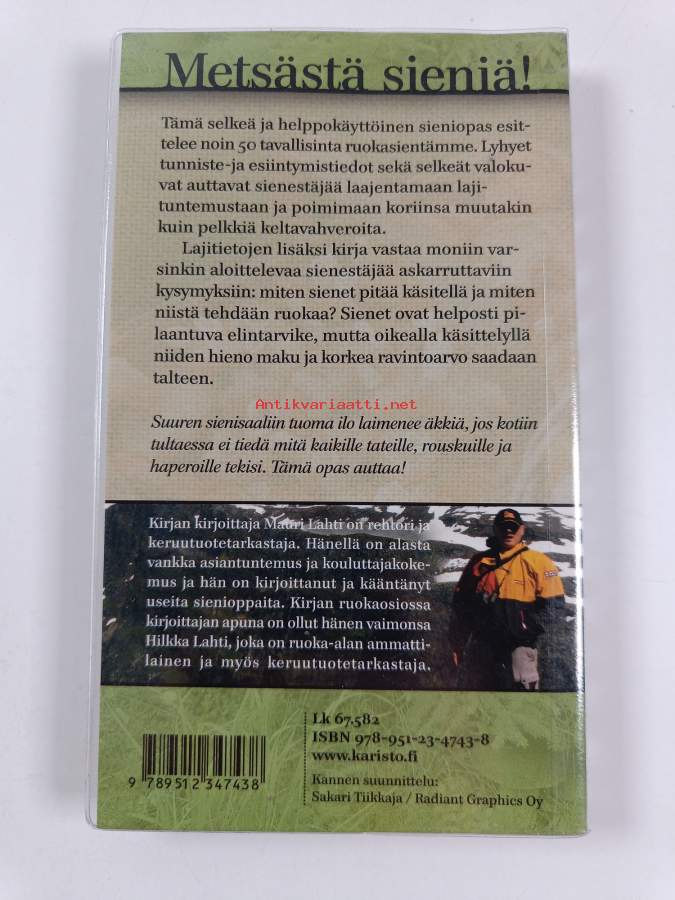 Metsästä sieniä!
Tämä selkeä ja helppokäyttöinen sieniopas esit-
telee noin 50 tavallisinta ruokasientämme. Lyhyet
tunniste-ja esiintymistiedot sekä selkeät valoku-
vat auttavat sienestäjää laajentamaan laji-
tuntemustaan ja poimimaan koriinsa muutakin
kuin pelkkiä keltavahveroita.
Lajitietojen lisäksi kirja vastaa moniin var-
sinkin aloittelevaa sienestäjää askarruttaviin
kysymyksiin: miten sienet pitää käsitellä ja miten
niistä tehdään ruokaa? Sienet ovat helposti pi-
laantuva elintarvike, mutta oikealla käsittelyllä
niiden hieno maku ja korkea ravintoarvo saadaan
talteen.
Antikvariaatti.net
Suuren sienisaaliin tuoma ilo laimenee äkkiä, jos kotiin
tultaessa ei tiedä mitä kaikille tateille, rouskuille ja
haperoille tekisi. Tämä opas auttaa!
Kirjan kirjoittaja Mauri Lahti on rehtori ja
keruutuotetarkastaja. Hänellä on alasta
vankka asiantuntemus ja kouluttajakoke-
mus ja hän on kirjoittanut ja kääntänyt
useita sienioppaita. Kirjan ruokaosiossa
kirjoittajan apuna on ollut hänen vaimonsa
Hilkka Lahti, joka on ruoka-alan ammatti-
lainen ja myös keruutuotetarkastaja.
Lk 67.582
ISBN 978-951-23-4743-8
www.karisto.fi
Kannen suunnittelu:
Sakari Tiikkaja / Radiant Graphics Oy
9 789512 347438